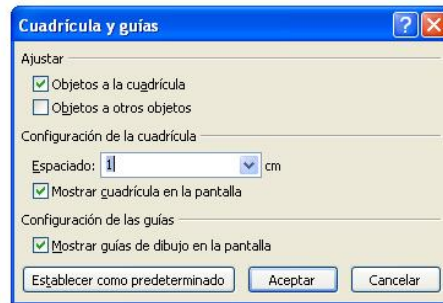 Cuadrícula y guías
Ajustar
Objetos a la cuadrícula
Objetos a otros objetos
Configuración de la cuadrícula
Espaciado: 1 cm
Mostrar cuadrícula en la pantalla
Configuración de las guías
Mostrar guías de dibujo en la pantalla
Establecer como predeterminado Aceptar Cancelar